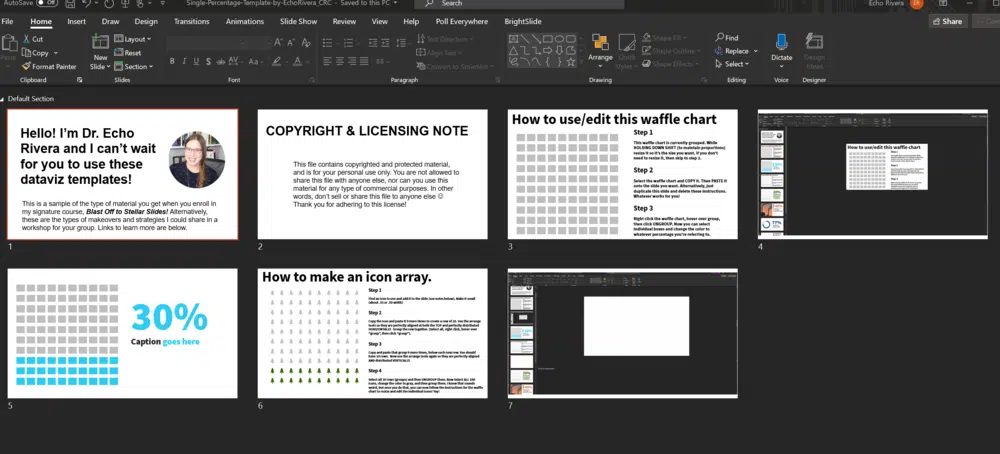 AutoSave Off
Single-Percentage-Template-by-EchoRivera_CRC - Saved to this PC
Search
Echo Rivera
ER
File Home Insert Draw Design Transitions Animations Slide Show Review View Help Poll Everywhere BrightSlide
Share
Cut
Copy
Format Painter
Clipboard
New Slide
Layout
Reset
Section
Slides
Font
Text Direction
Align Text
Convert to SmartArt
Paragraph
Arrange
Shape Fill
Shape Outline
Shape Effects
Drawing
Find
Replace
Select
Editing
Dictate
Voice
Design
Designer
Default Section
Hello! I'm Dr. Echo
Rivera and I can't wait
for you to use these
dataviz templates!
This is a sample of the type of material you get when you enroll in
my signature course, Blast Off to Stellar Slides! Alternatively,
these are the types of makeovers and strategies I could share in a
workshop for your group. Links to learn more are below.
1
COPYRIGHT & LICENSING NOTE
This file contains copyrighted and protected material,
and is for your personal use only. You are not allowed to
share this file with anyone else, nor can you use this
material for any type of commercial purposes. In other
words, don't sell or share this file to anyone else ☺
Thank you for adhering to this license!
2
How to use/edit this waffle chart
Step 1
This waffle chart is currently grouped. While
HOLDING DOWN SHIFT (to maintain proportions)
resize it so it's the size you want. If you don't
need to resize it, then skip to step 2.
Step 2
Select the waffle chart and COPY it. Then PASTE it
onto the slide you want. Alternatively, just
duplicate this slide and delete these instructions.
Whatever works for you!
Step 3
Right click the waffle chart, hover over group,
then click UNGROUP. Now you can select
individual boxes and change the color to
whatever percentage you're referring to.
3
How to use/edit this waffle chart
4
30%
Caption goes here
5
How to make an icon array.
Step 1
Step 2
Step 3
Step 4
6
7